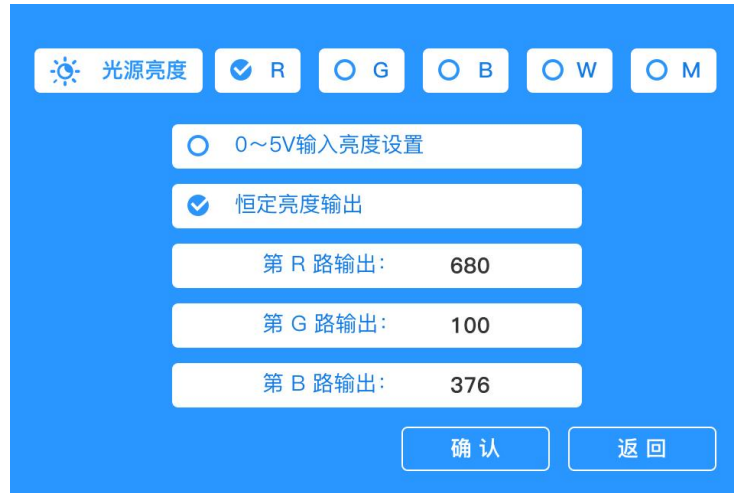 光源亮度 R G B W M
0～5V输入亮度设置
恒定亮度输出
第 R 路输出： 680
第 G 路输出： 100
第 B 路输出： 376
确认 返回